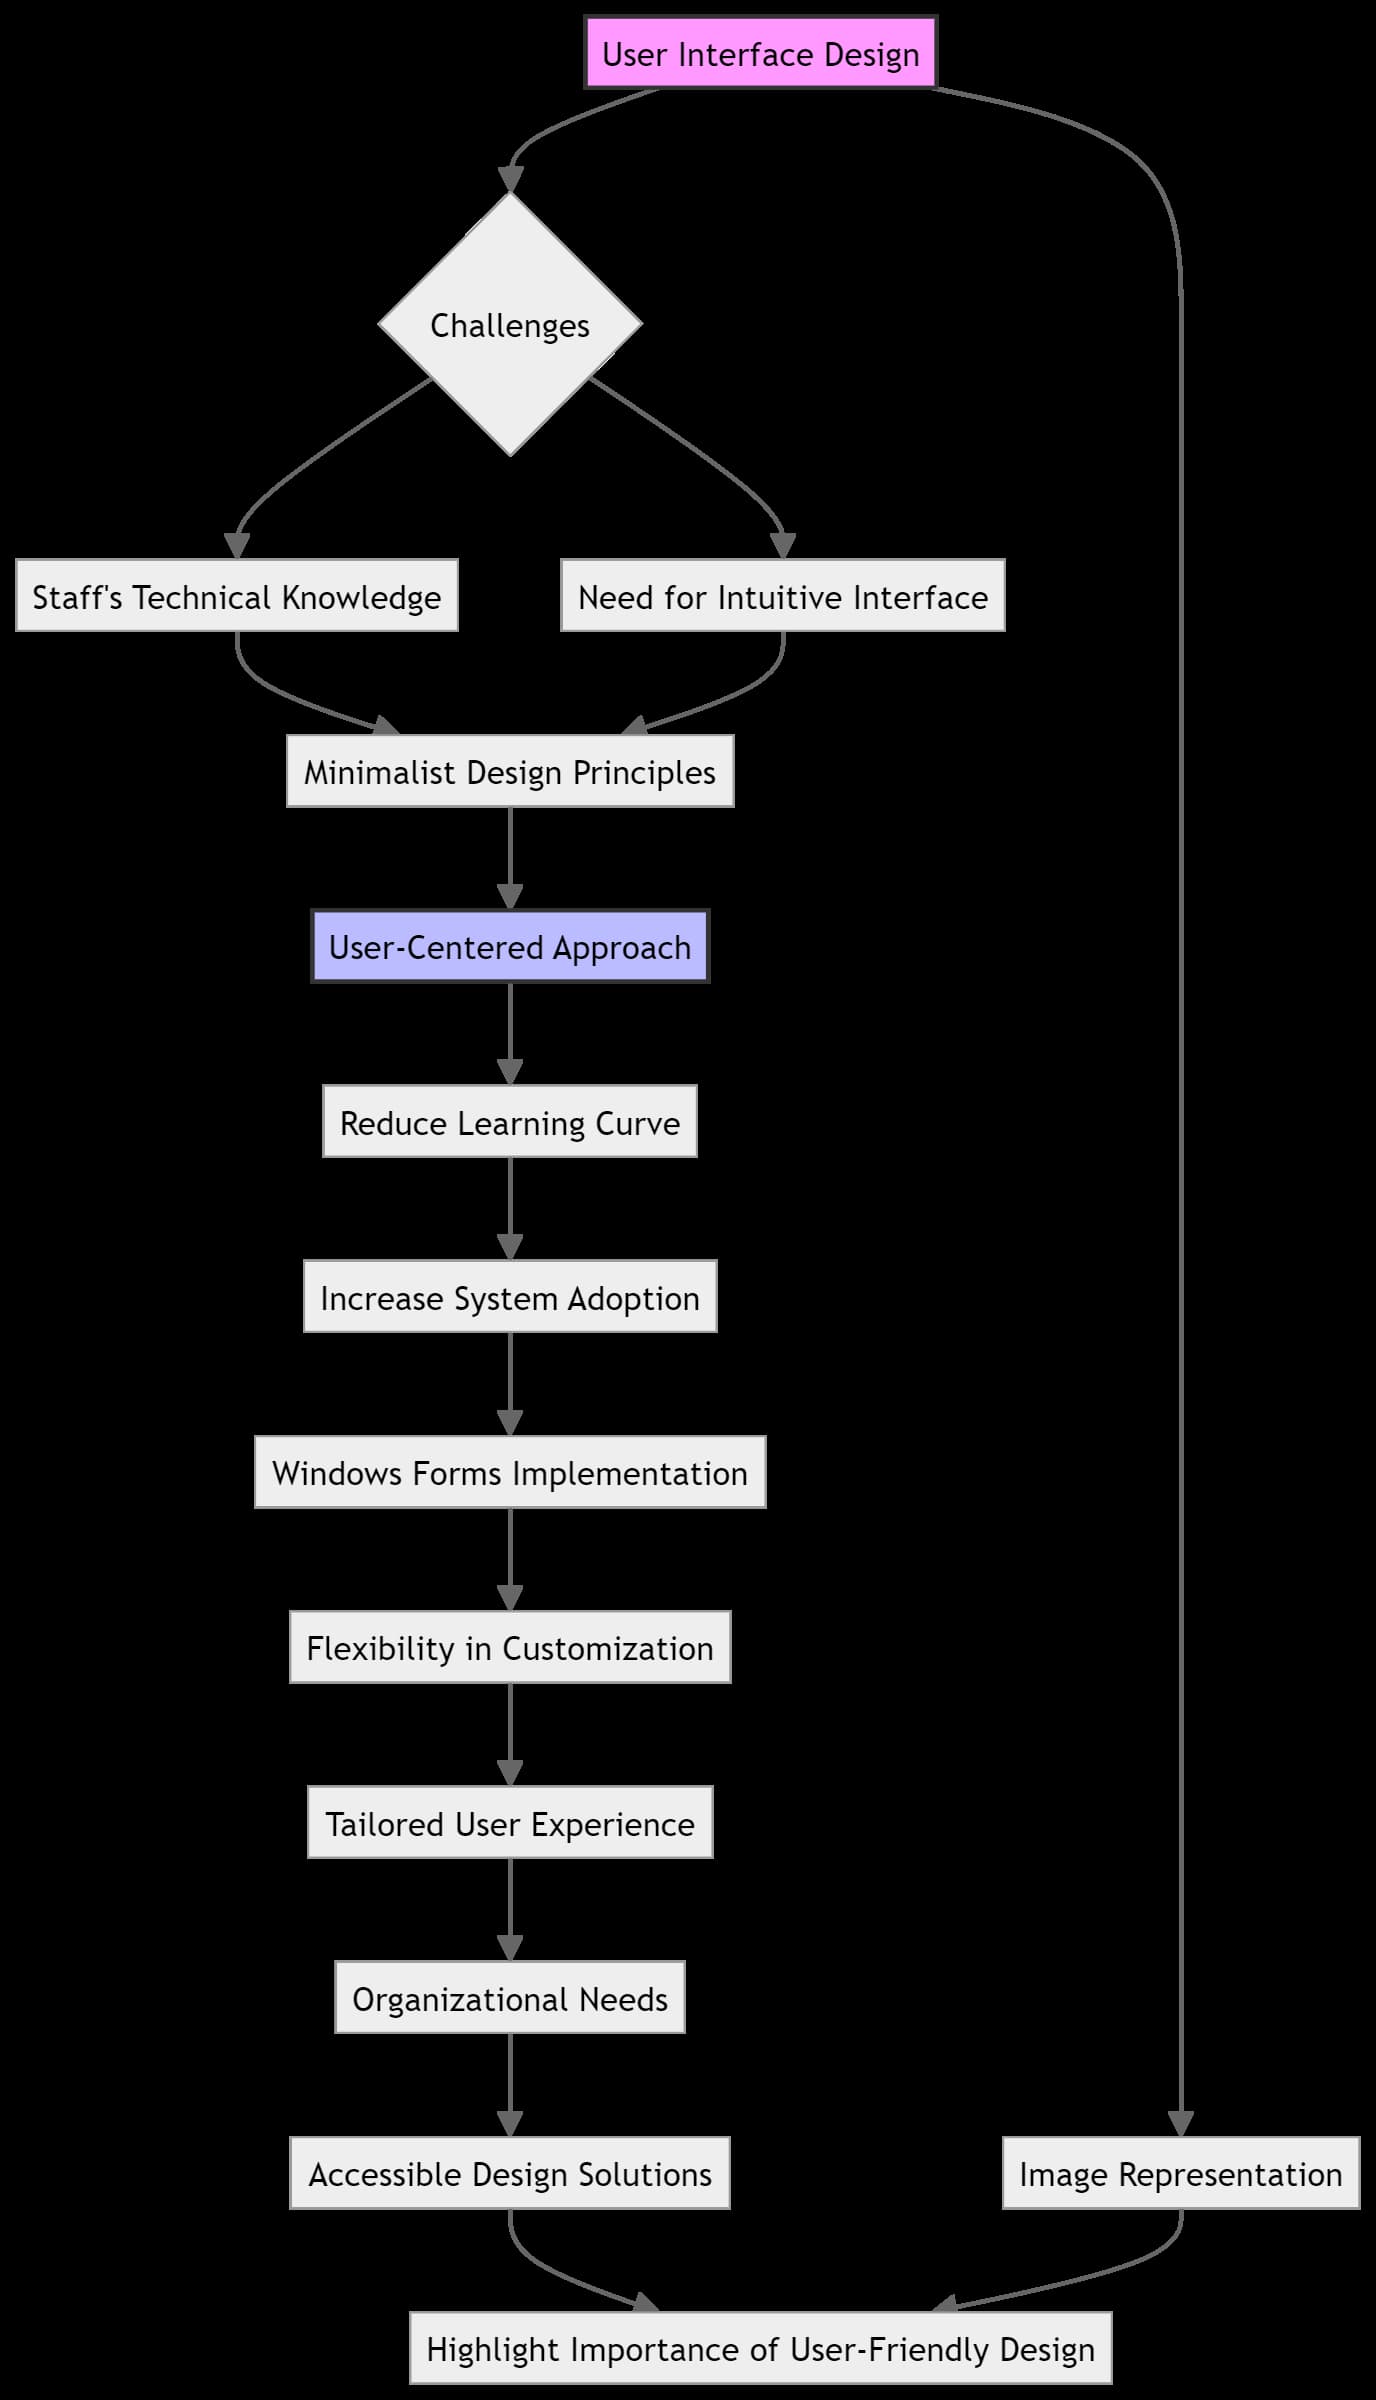 User Interface Design
Challenges
Staff's Technical Knowledge
Need for Intuitive Interface
Minimalist Design Principles
User-Centered Approach
Reduce Learning Curve
Increase System Adoption
Windows Forms Implementation
Flexibility in Customization
Tailored User Experience
Organizational Needs
Accessible Design Solutions
Image Representation
Highlight Importance of User-Friendly Design